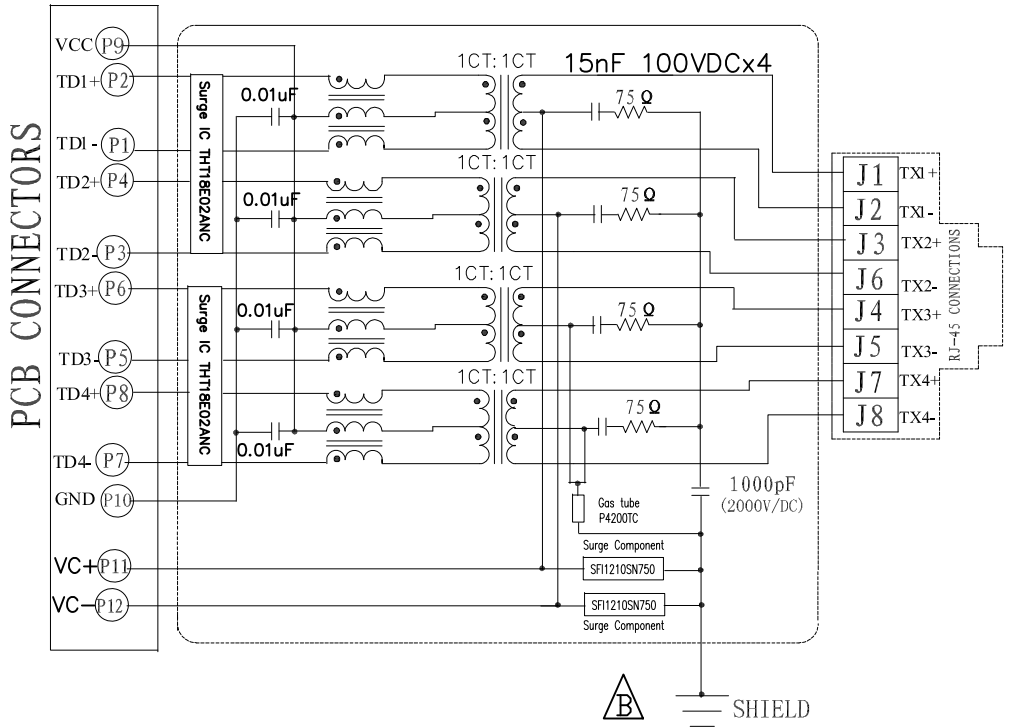 PCB CONNECTORS
VCC P9
TD1+ P2
TD1- P1
TD2+ P4
TD2- P3
TD3+ P6
TD3- P5
TD4+ P8
TD4- P7
GND P10
VC+ P11
VC- P12
Surge IC THT18E02ANC
Surge IC THT18E02ANC
0.01uF
0.01uF
0.01uF
0.01uF
1CT: 1CT
1CT: 1CT
1CT: 1CT
1CT: 1CT
15nF 100VDCx4
75 Ω
75 Ω
75 Ω
75 Ω
1000pF
(2000V/DC)
Gas tube
P4200TC
Surge Component
SFI1210SN750
SFI1210SN750
Surge Component
J1 TX1+
J2 TX1-
J3 TX2+
J6 TX2-
J4 TX3+
J5 TX3-
J7 TX4+
J8 TX4-
RJ-45 CONNECTIONS
B
SHIELD